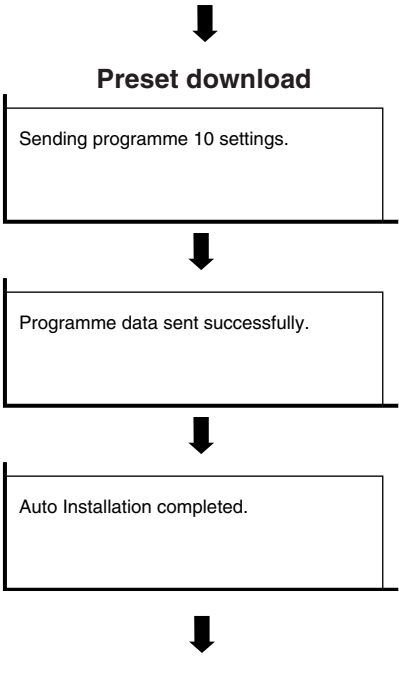 Preset download
Sending programme 10 settings.
Programme data sent successfully.
Auto Installation completed.